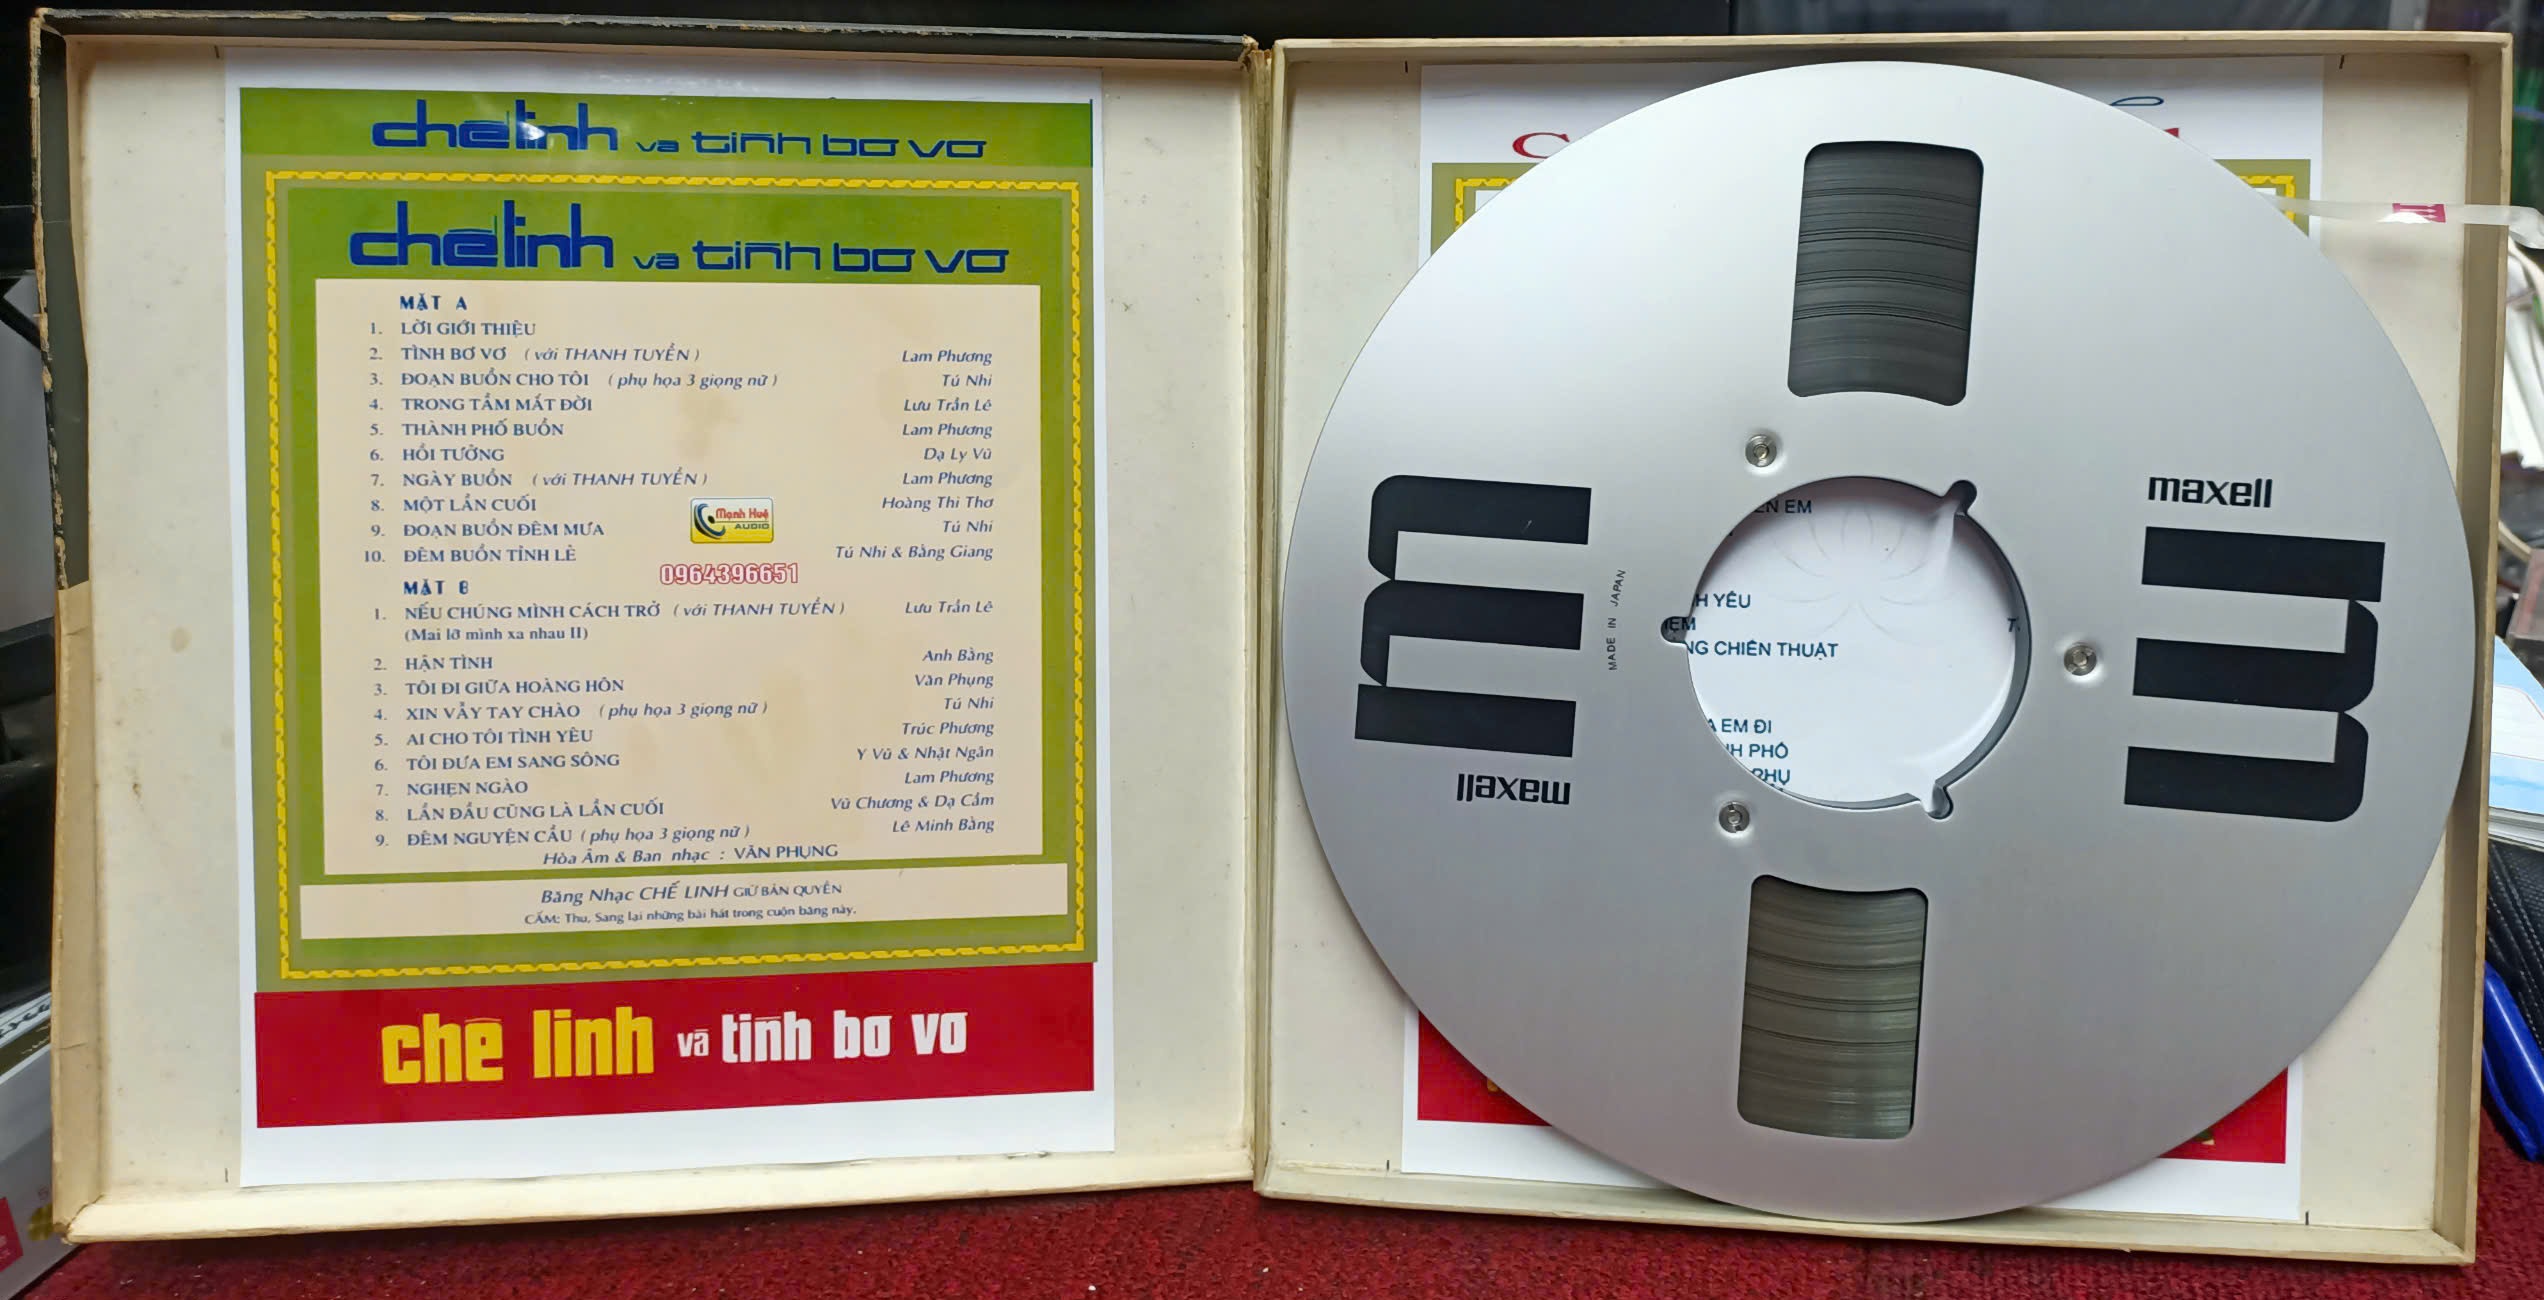 chế linh và tình bơ vơ
chế linh và tình bơ vơ
MẶT A
1. LỜI GIỚI THIỆU
2. TÌNH BƠ VƠ ( với THANH TUYỀN ) Lam Phương
3. ĐOẠN BUỒN CHO TÔI ( phụ họa 3 giọng nữ ) Tú Nhi
4. TRONG TẦM MẮT ĐỜI Lưu Trần Lê
5. THÀNH PHỐ BUỒN Lam Phương
6. HỒI TƯỞNG Dạ Ly Vũ
7. NGÀY BUỒN ( với THANH TUYỀN ) Lam Phương
8. MỘT LẦN CUỐI Hoàng Thi Thơ
9. ĐOẠN BUỒN ĐÊM MƯA Tú Nhi
10. ĐÊM BUỒN TỈNH LẺ Tú Nhi & Bằng Giang
Mạnh Huệ
AUDIO
0964396651
MẶT B
1. NẾU CHÚNG MÌNH CÁCH TRỞ ( với THANH TUYỀN ) Lưu Trần Lê
(Mai lỡ mình xa nhau II)
2. HẬN TÌNH Anh Bằng
3. TÔI ĐI GIỮA HOÀNG HÔN Văn Phụng
4. XIN VẪY TAY CHÀO ( phụ họa 3 giọng nữ ) Tú Nhi
5. AI CHO TÔI TÌNH YÊU Trúc Phương
6. TÔI ĐƯA EM SANG SÔNG Y Vũ & Nhật Ngân
7. NGHẸN NGÀO Lam Phương
8. LẦN ĐẦU CŨNG LÀ LẦN CUỐI Vũ Chương & Dạ Cầm
9. ĐÊM NGUYỆN CẦU ( phụ họa 3 giọng nữ ) Lê Minh Bằng
Hòa Âm & Ban nhạc : VĂN PHỤNG
Băng Nhạc CHẾ LINH GIỮ BẢN QUYỀN
CẤM: Thu, Sang lại những bài hát trong cuộn băng này.
chế linh và tình bơ vơ
maxell
MADE IN JAPAN
maxell
EM
YÊU
CHIẾN THUẬT
EM ĐI
PHỐ
PHỤ